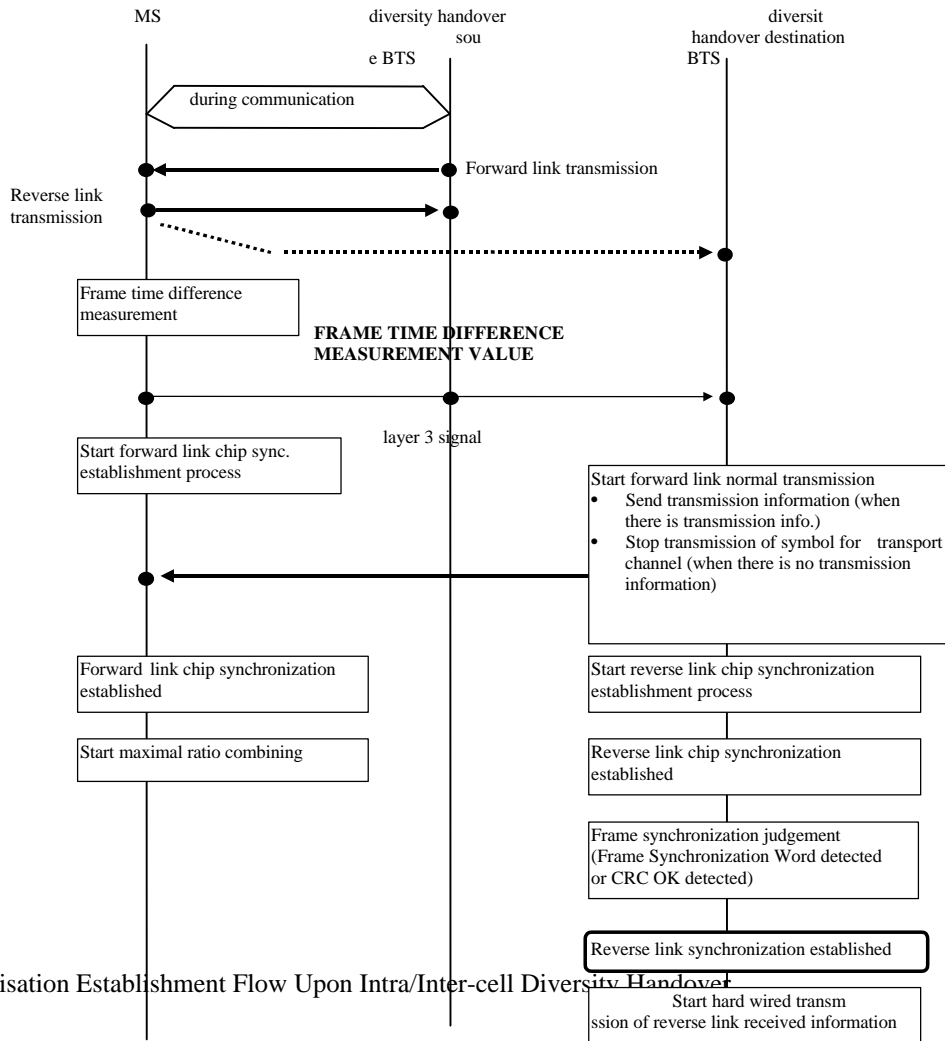 MS
diversity handover
sou
e BTS
diversit
handover destination
BTS
during communication
Forward link transmission
Reverse link
transmission
Frame time difference
measurement
FRAME TIME DIFFERENCE
MEASUREMENT VALUE
layer 3 signal
Start forward link chip sync.
establishment process
Start forward link normal transmission
• Send transmission information (when
there is transmission info.)
• Stop transmission of symbol for transport
channel (when there is no transmission
information)
Forward link chip synchronization
established
Start reverse link chip synchronization
establishment process
Start maximal ratio combining
Reverse link chip synchronization
established
Frame synchronization judgement
(Frame Synchronization Word detected
or CRC OK detected)
Reverse link synchronization established
isation Establishment Flow Upon Intra/Inter-cell Diversity Handover
Start hard wired transm
ssion of reverse link received information